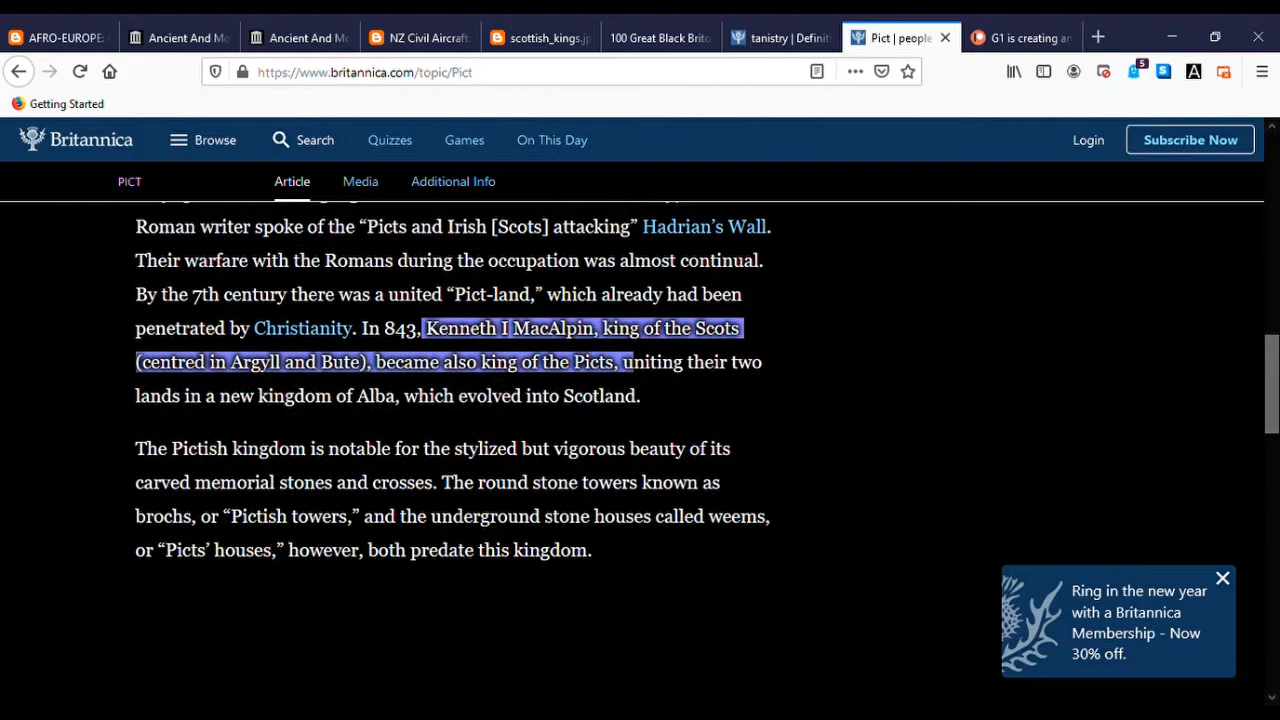 AFRO-EUROPE: Ancient And Mo Ancient And Mo NZ Civil Aircraft scottish_kings.jp 100 Great Black Brito tanistry | Definit Pict | people G1 is creating an
https://www.britannica.com/topic/Pict
5
A
Getting Started
Britannica Browse Search Quizzes Games On This Day Login Subscribe Now
PICT Article Media Additional Info
Roman writer spoke of the “Picts and Irish [Scots] attacking” Hadrian’s Wall.
Their warfare with the Romans during the occupation was almost continual.
By the 7th century there was a united “Pict-land,” which already had been
penetrated by Christianity. In 843, Kenneth I MacAlpin, king of the Scots
(centred in Argyll and Bute), became also king of the Picts, uniting their two
lands in a new kingdom of Alba, which evolved into Scotland.
The Pictish kingdom is notable for the stylized but vigorous beauty of its
carved memorial stones and crosses. The round stone towers known as
brochs, or “Pictish towers,” and the underground stone houses called weems,
or “Picts’ houses,” however, both predate this kingdom.
Ring in the new year
with a Britannica
Membership - Now
30% off.